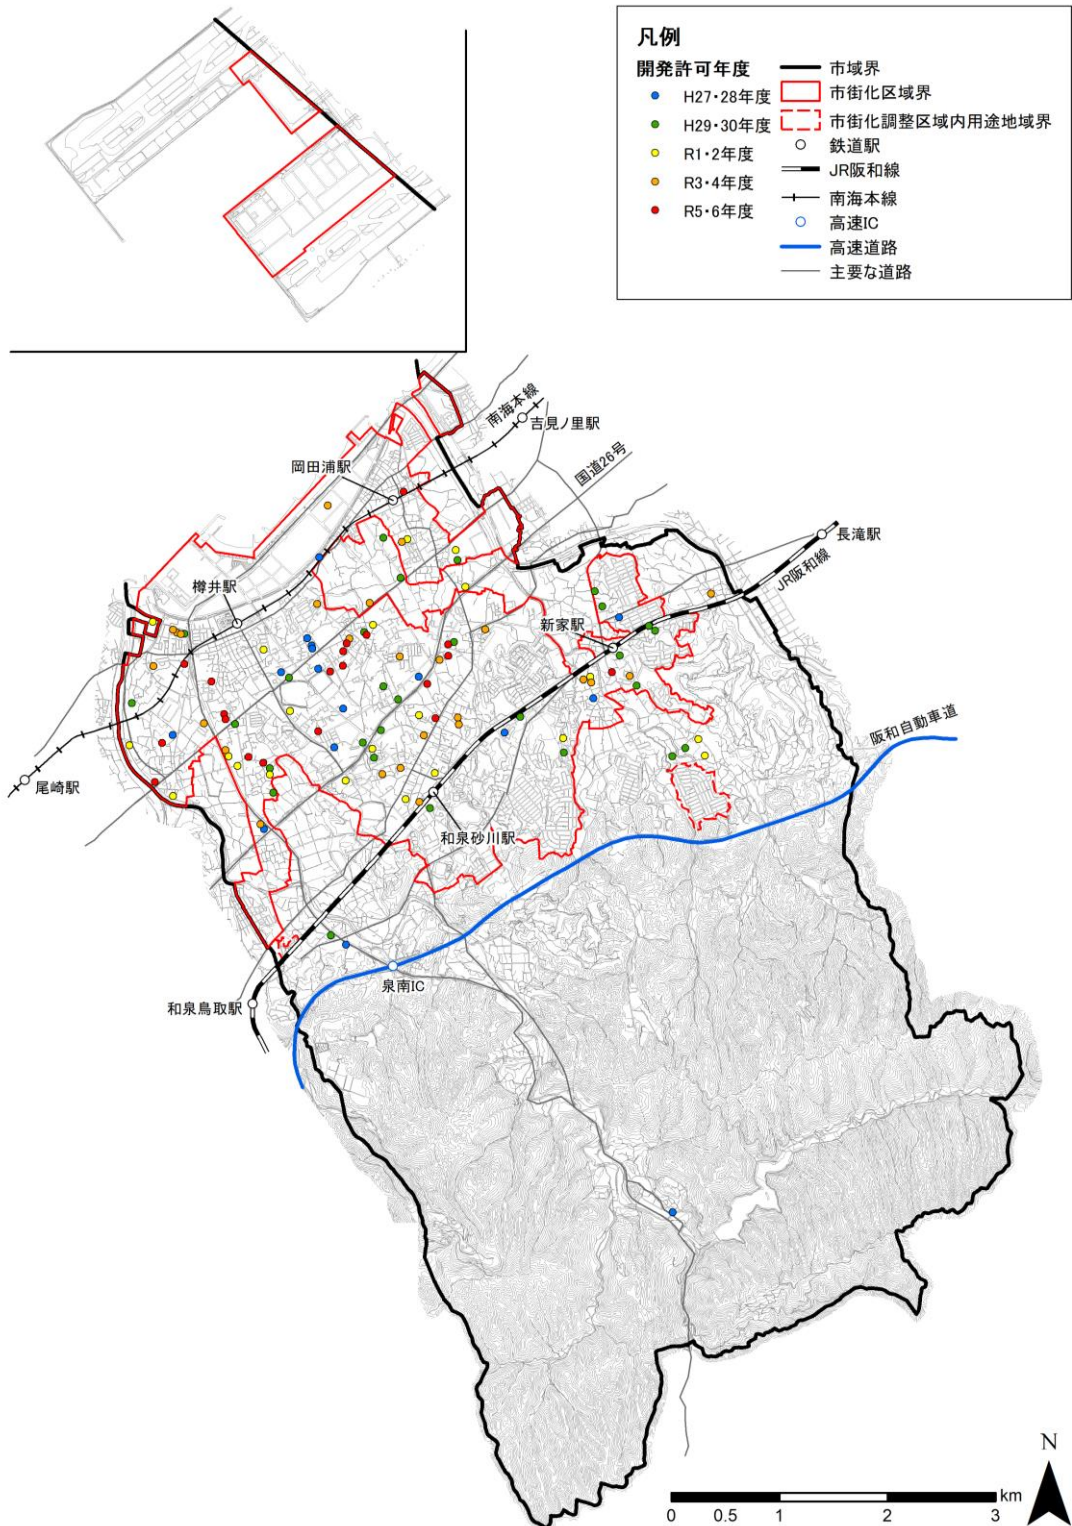 凡例
開発許可年度
H27・28年度
H29・30年度
R1・2年度
R3・4年度
R5・6年度
市域界
市街化区域界
市街化調整区域内用途地域界
鉄道駅
JR阪和線
南海本線
高速IC
高速道路
主要な道路
南海本線
吉見ノ里駅
岡田浦駅
国道26号
長滝駅
JR阪和線
樽井駅
新家駅
阪和自動車道
尾崎駅
和泉砂川駅
泉南IC
和泉鳥取駅
N
km
0 0.5 1 2 3